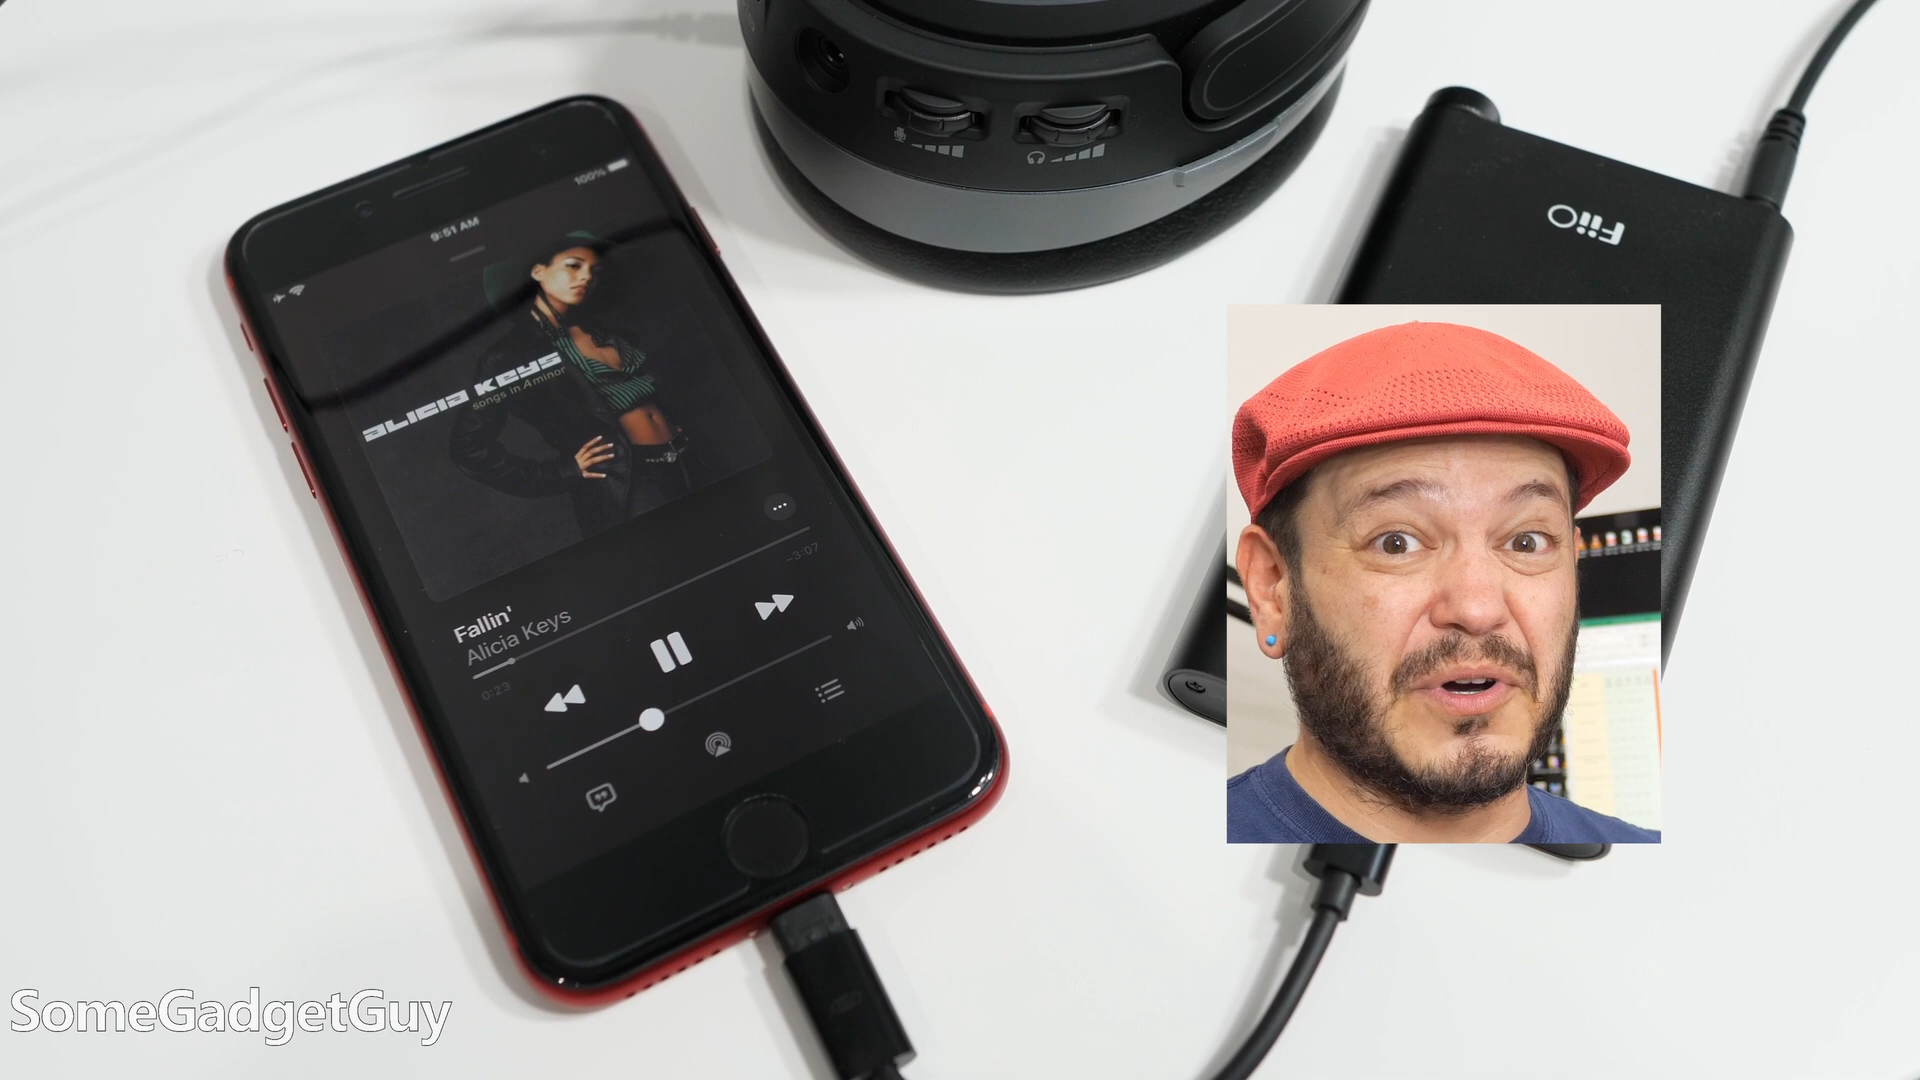 100%
9:51 AM
FiiO
ALICIA KEYS
songs in A minor
-3:07
Fallin'
Alicia Keys
0:23
SomeGadgetGuy